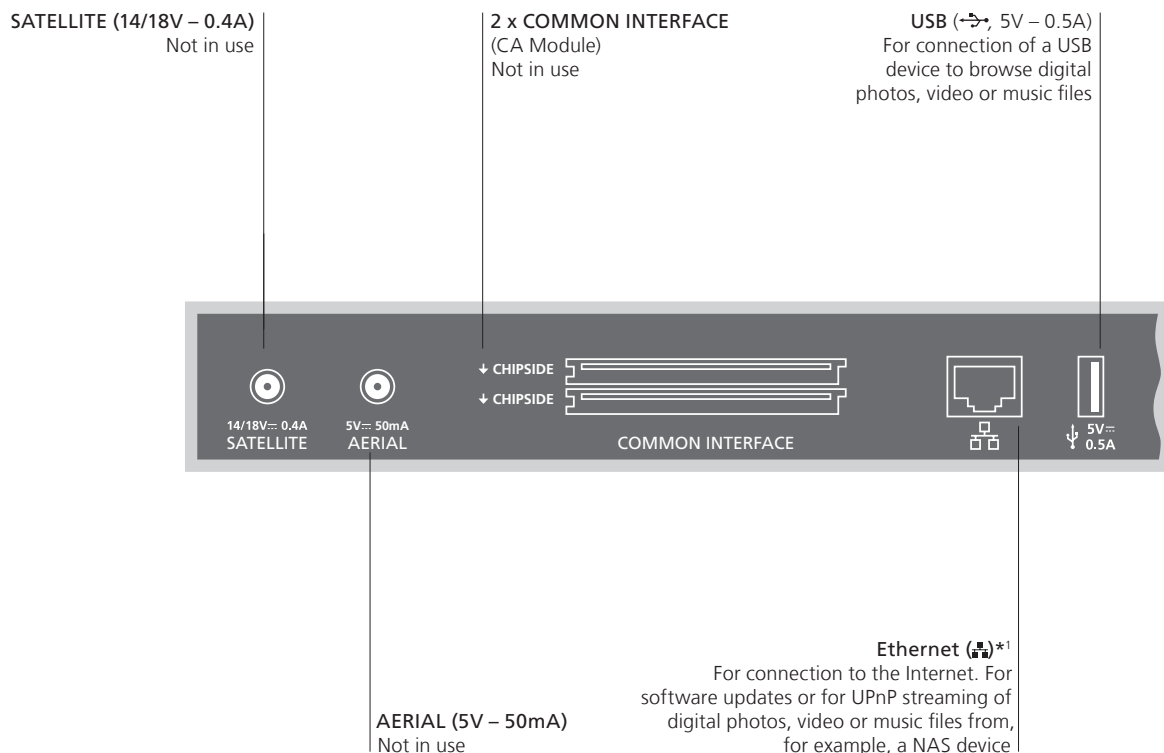 SATELLITE (14/18V – 0.4A)
Not in use
2 x COMMON INTERFACE
(CA Module)
Not in use
USB (, 5V – 0.5A)
For connection of a USB
device to browse digital
photos, video or music files
CHIPSIDE
CHIPSIDE
14/18V⎓ 0.4A
SATELLITE
5V⎓ 50mA
AERIAL
COMMON INTERFACE
5V⎓
0.5A
AERIAL (5V – 50mA)
Not in use
Ethernet ()*1
For connection to the Internet. For
software updates or for UPnP streaming of
digital photos, video or music files from,
for example, a NAS device